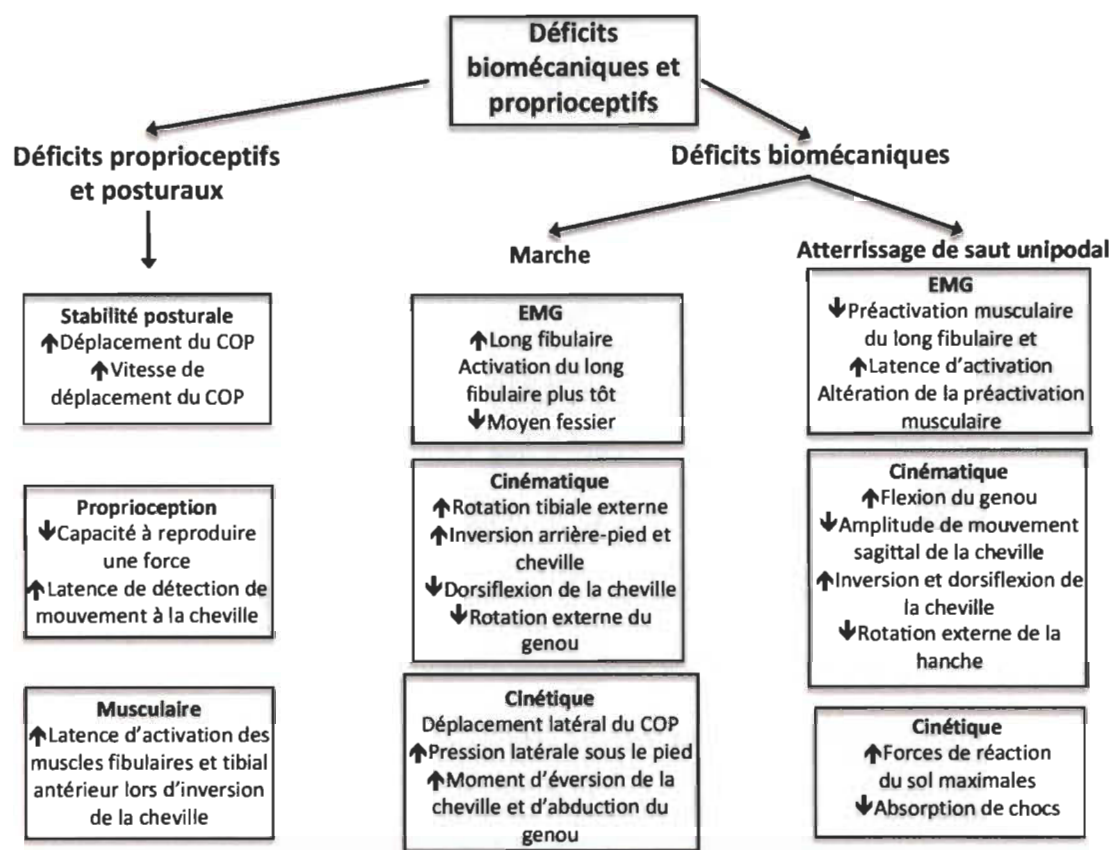 Déficits
biomécaniques et
proprioceptifs
Déficits proprioceptifs
et posturaux
Stabilité posturale
↑Déplacement du COP
↑Vitesse de
déplacement du COP
Proprioception
↓Capacité à reproduire
une force
↑Latence de détection de
mouvement à la cheville
Musculaire
↑Latence d'activation des
muscles fibulaires et tibial
antérieur lors d'inversion
de la cheville
Déficits biomécaniques
Marche
EMG
↑Long fibulaire
Activation du long
fibulaire plus tôt
↓Moyen fessier
Cinématique
↑Rotation tibiale externe
↑Inversion arrière-pied et
cheville
↓Dorsiflexion de la cheville
↓Rotation externe du
genou
Cinétique
Déplacement latéral du COP
↑Pression latérale sous le pied
↑Moment d'éversion de la
cheville et d'abduction du
genou
Atterrissage de saut unipodal
EMG
↓Préactivation musculaire
du long fibulaire et
↑Latence d'activation
Altération de la préactivation
musculaire
Cinématique
↑Flexion du genou
↓Amplitude de mouvement
sagittal de la cheville
↑Inversion et dorsiflexion de
la cheville
↓Rotation externe de la
hanche
Cinétique
↑Forces de réaction
du sol maximales
↓Absorption de chocs